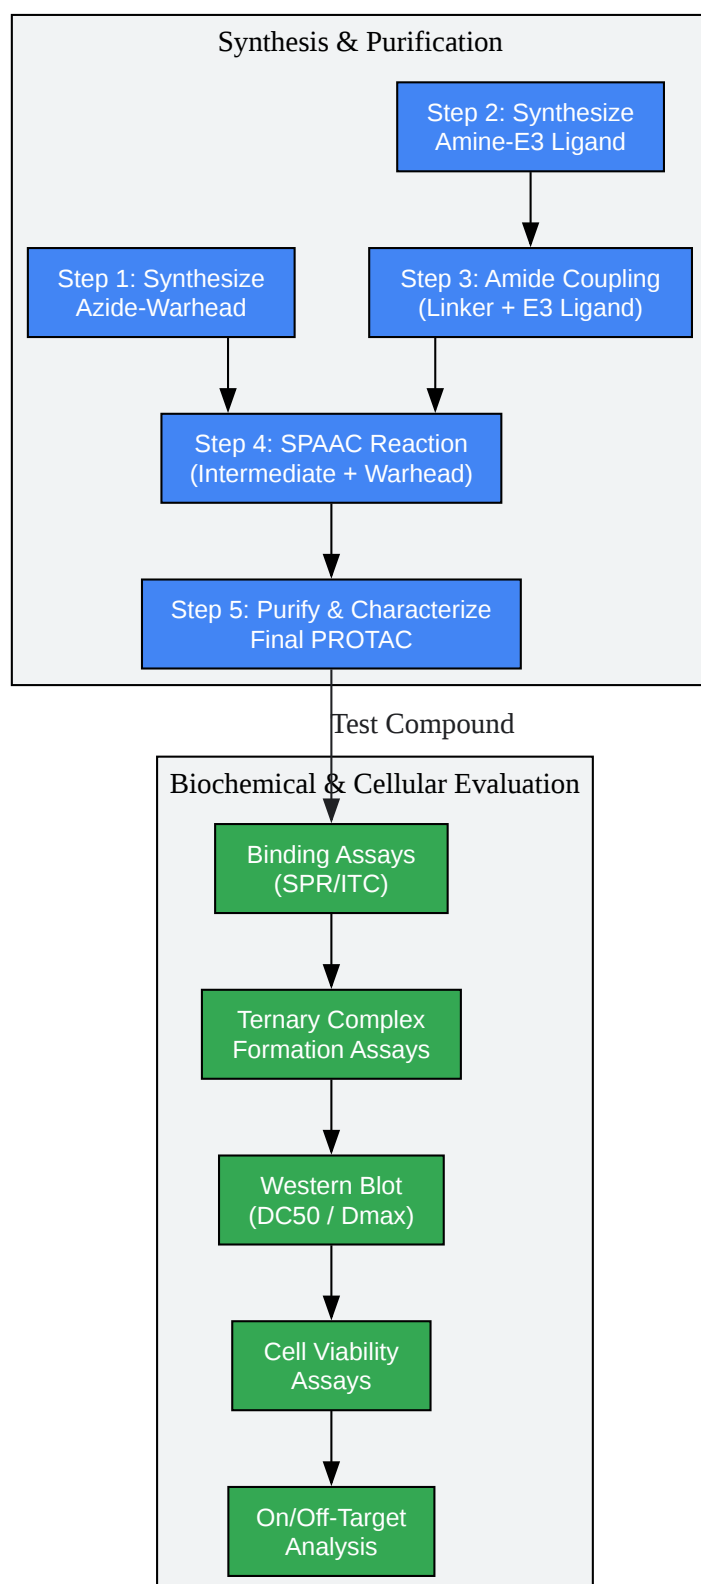 Synthesis & Purification
Step 2: Synthesize
Amine-E3 Ligand
Step 1: Synthesize
Azide-Warhead
Step 3: Amide Coupling
(Linker + E3 Ligand)
Step 4: SPAAC Reaction
(Intermediate + Warhead)
Step 5: Purify & Characterize
Final PROTAC
Test Compound
Biochemical & Cellular Evaluation
Binding Assays
(SPR/ITC)
Ternary Complex
Formation Assays
Western Blot
(DC50 / Dmax)
Cell Viability
Assays
On/Off-Target
Analysis